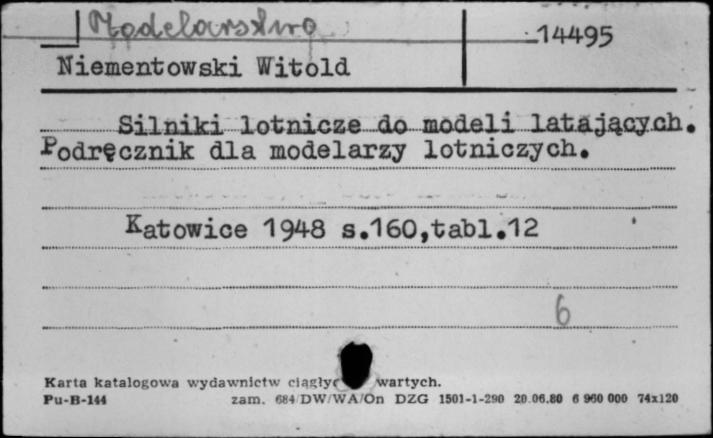 Modelarstwo
14495
Niementowski Witold
Silniki lotnicze do modeli latających.
Podręcznik dla modelarzy lotniczych.
Katowice 1948 s.160,tabl.12
6
Karta katalogowa wydawnictw wartych.
Pu-B-144 zam. 684/DW/WA/On DZG 1501-1-290 20.06.80 6 960 000 74x120